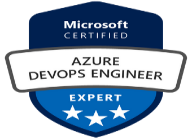 Microsoft
CERTIFIED
AZURE
DEVOPS ENGINEER
EXPERT